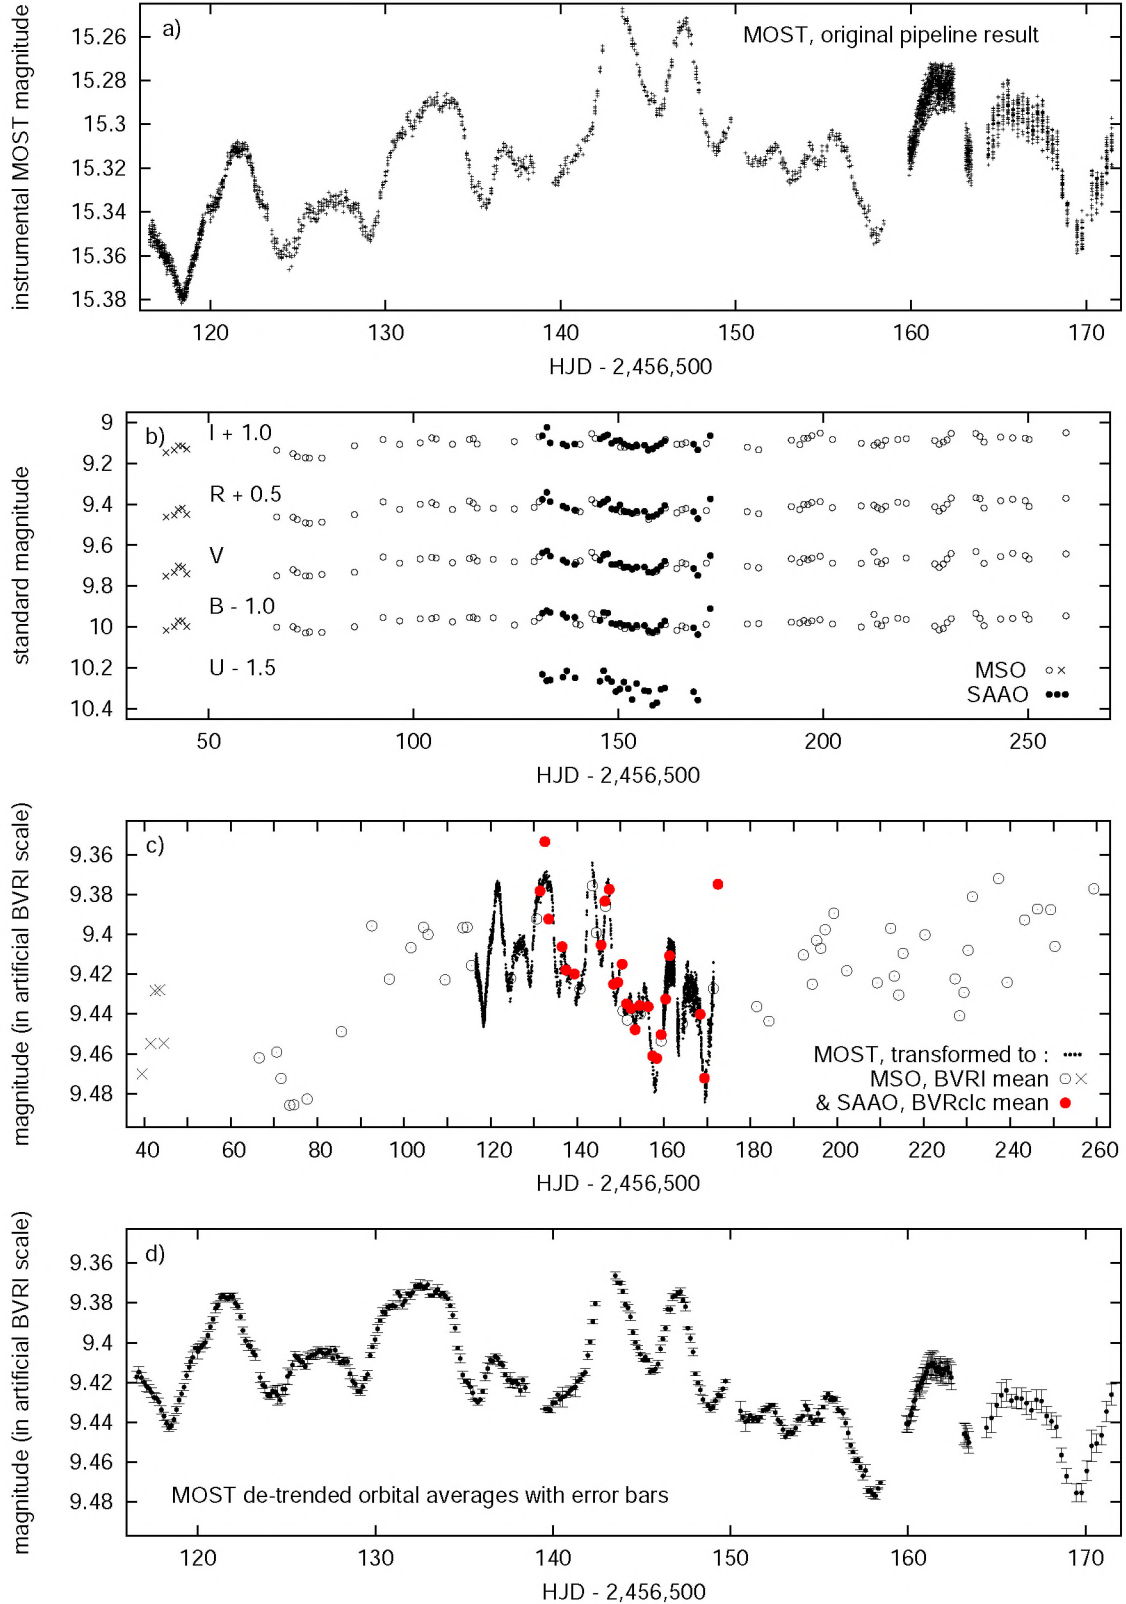 a)
MOST, original pipeline result
15.26
15.28
15.3
15.32
15.34
15.36
15.38
instrumental MOST magnitude
120 130 140 150 160 170
HJD - 2,456,500
b)
I + 1.0
R + 0.5
V
B - 1.0
U - 1.5
MSO
SAAO
9
9.2
9.4
9.6
9.8
10
10.2
10.4
standard magnitude
50 100 150 200 250
HJD - 2,456,500
c)
9.36
9.38
9.4
9.42
9.44
9.46
9.48
magnitude (in artificial BVRI scale)
MOST, transformed to :
MSO, BVRI mean
& SAAO, BVRcIc mean
40 60 80 100 120 140 160 180 200 220 240 260
HJD - 2,456,500
d)
9.36
9.38
9.4
9.42
9.44
9.46
9.48
magnitude (in artificial BVRI scale)
MOST de-trended orbital averages with error bars
120 130 140 150 160 170
HJD - 2,456,500